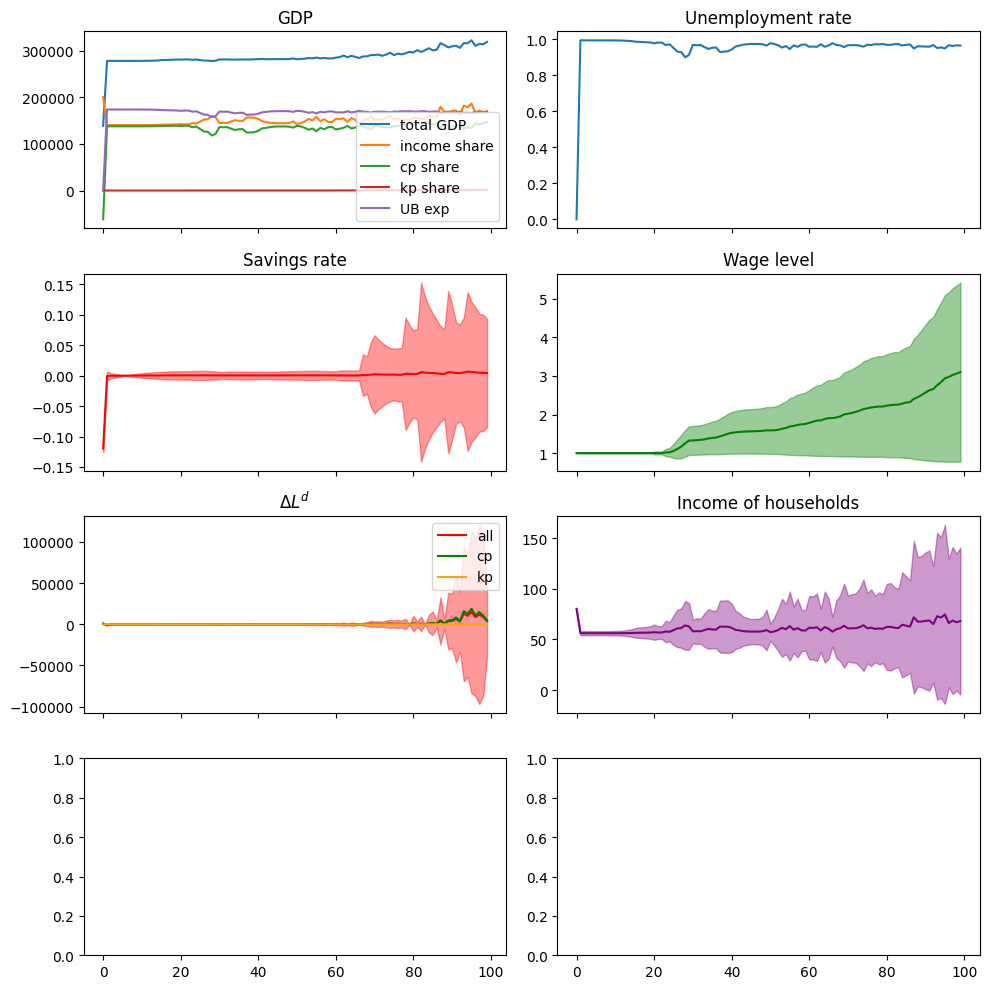 GDP
300000
200000
100000
0
total GDP
income share
cp share
kp share
UB exp
Unemployment rate
1.0
0.8
0.6
0.4
0.2
0.0
Savings rate
0.15
0.10
0.05
0.00
−0.05
−0.10
−0.15
Wage level
5
4
3
2
1
ΔL^d
100000
50000
0
−50000
−100000
all
cp
kp
Income of households
150
100
50
0
1.0
0.8
0.6
0.4
0.2
0.0
0 20 40 60 80 100
1.0
0.8
0.6
0.4
0.2
0.0
0 20 40 60 80 100